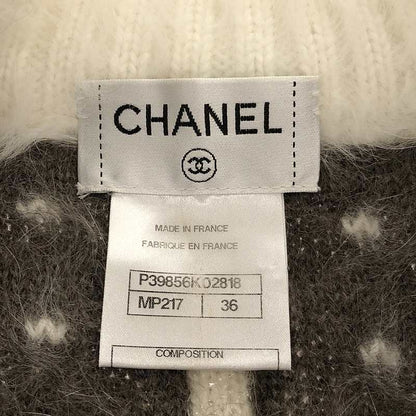 CHANEL
MADE IN FRANCE
FABRIQUE EN FRANCE
P39856K02818
MP217 36
COMPOSITION